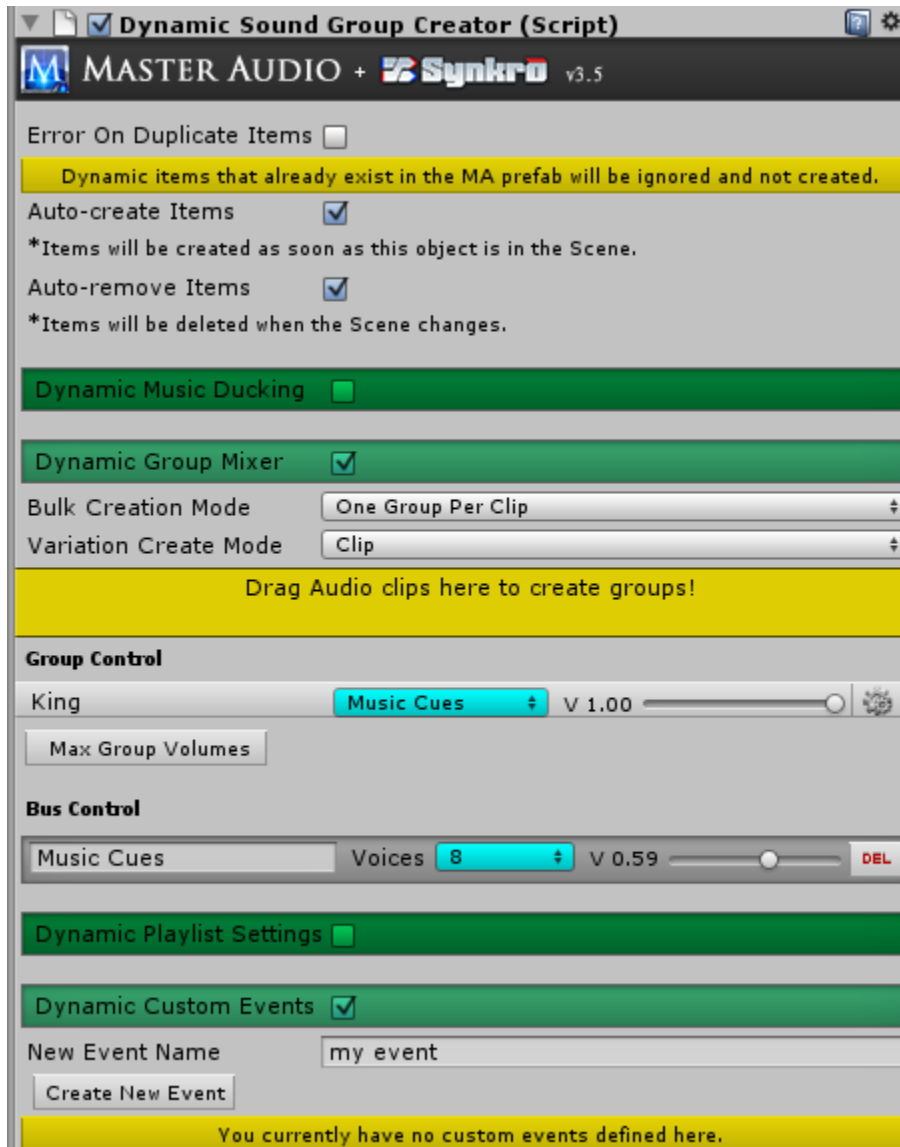 Dynamic Sound Group Creator (Script)
MASTER AUDIO + Synkro v3.5
Error On Duplicate Items
Dynamic items that already exist in the MA prefab will be ignored and not created.
Auto-create Items
*Items will be created as soon as this object is in the Scene.
Auto-remove Items
*Items will be deleted when the Scene changes.
Dynamic Music Ducking
Dynamic Group Mixer
Bulk Creation Mode One Group Per Clip
Variation Create Mode Clip
Drag Audio clips here to create groups!
Group Control
King Music Cues V 1.00
Max Group Volumes
Bus Control
Music Cues Voices 8 V 0.59 DEL
Dynamic Playlist Settings
Dynamic Custom Events
New Event Name my event
Create New Event
You currently have no custom events defined here.